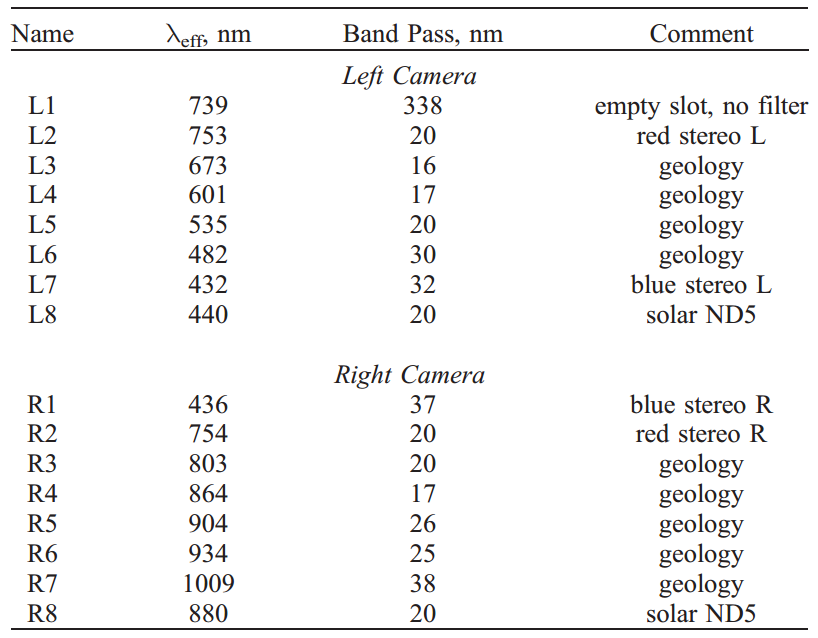 Name λeff, nm Band Pass, nm Comment
Left Camera
L1 739 338 empty slot, no filter
L2 753 20 red stereo L
L3 673 16 geology
L4 601 17 geology
L5 535 20 geology
L6 482 30 geology
L7 432 32 blue stereo L
L8 440 20 solar ND5
Right Camera
R1 436 37 blue stereo R
R2 754 20 red stereo R
R3 803 20 geology
R4 864 17 geology
R5 904 26 geology
R6 934 25 geology
R7 1009 38 geology
R8 880 20 solar ND5